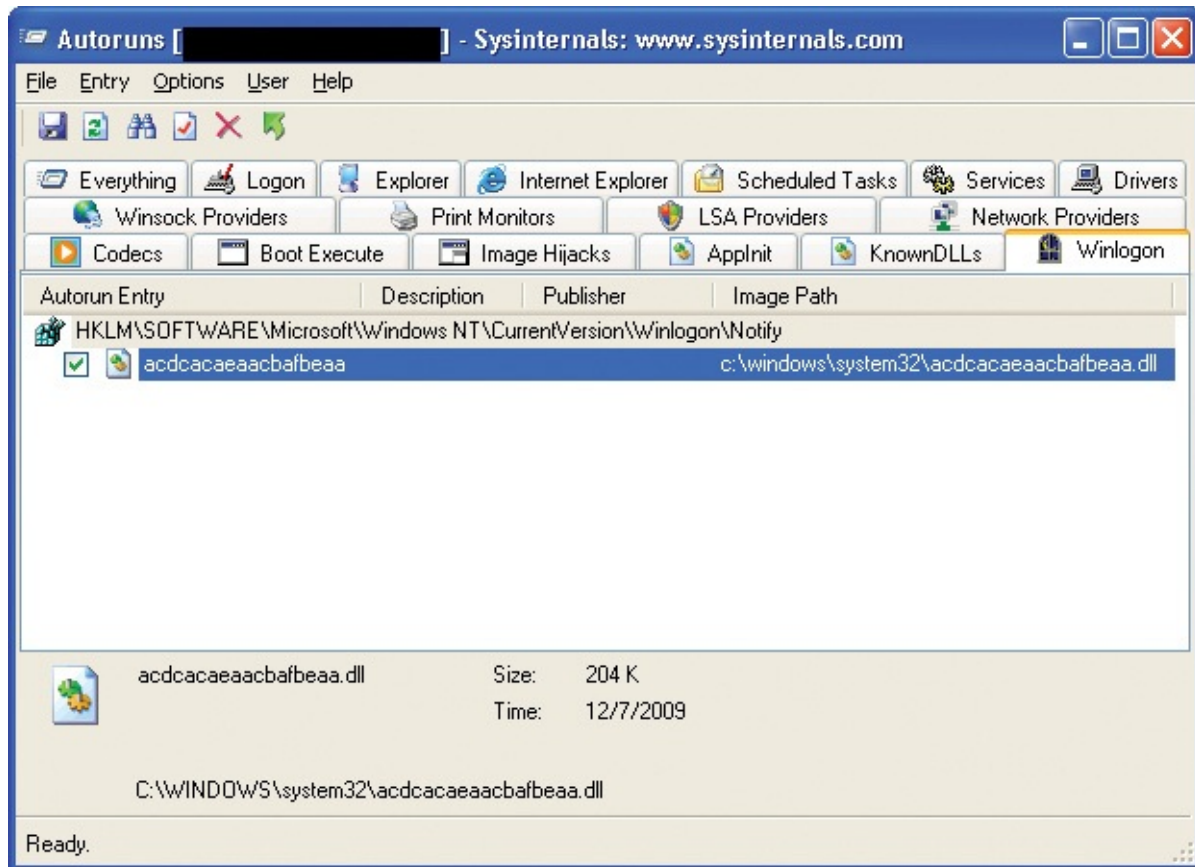 Autoruns [ ] - Sysinternals: www.sysinternals.com
File Entry Options User Help
Everything Logon Explorer Internet Explorer Scheduled Tasks Services Drivers
Winsock Providers Print Monitors LSA Providers Network Providers
Codecs Boot Execute Image Hijacks AppInit KnownDLLs Winlogon
Autorun Entry Description Publisher Image Path
HKLM\SOFTWARE\Microsoft\Windows NT\CurrentVersion\Winlogon\Notify
acdcacaeaacbafbeaa c:\windows\system32\acdcacaeaacbafbeaa.dll
acdcacaeaacbafbeaa.dll Size: 204 K
Time: 12/7/2009
C:\WINDOWS\system32\acdcacaeaacbafbeaa.dll
Ready.